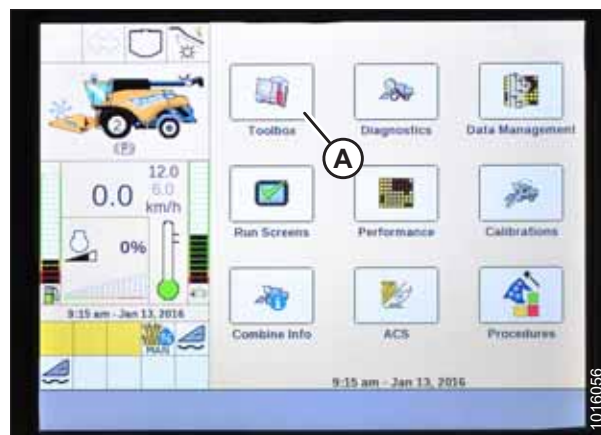 12.0
6.0
0.0 km/h
0%
9:15 am - Jan 13, 2016
MAN
Toolbox Diagnostics Data Management
A
Run Screens Performance Calibrations
Combine Info ACS Procedures
9:15 am - Jan 13, 2016
1016056